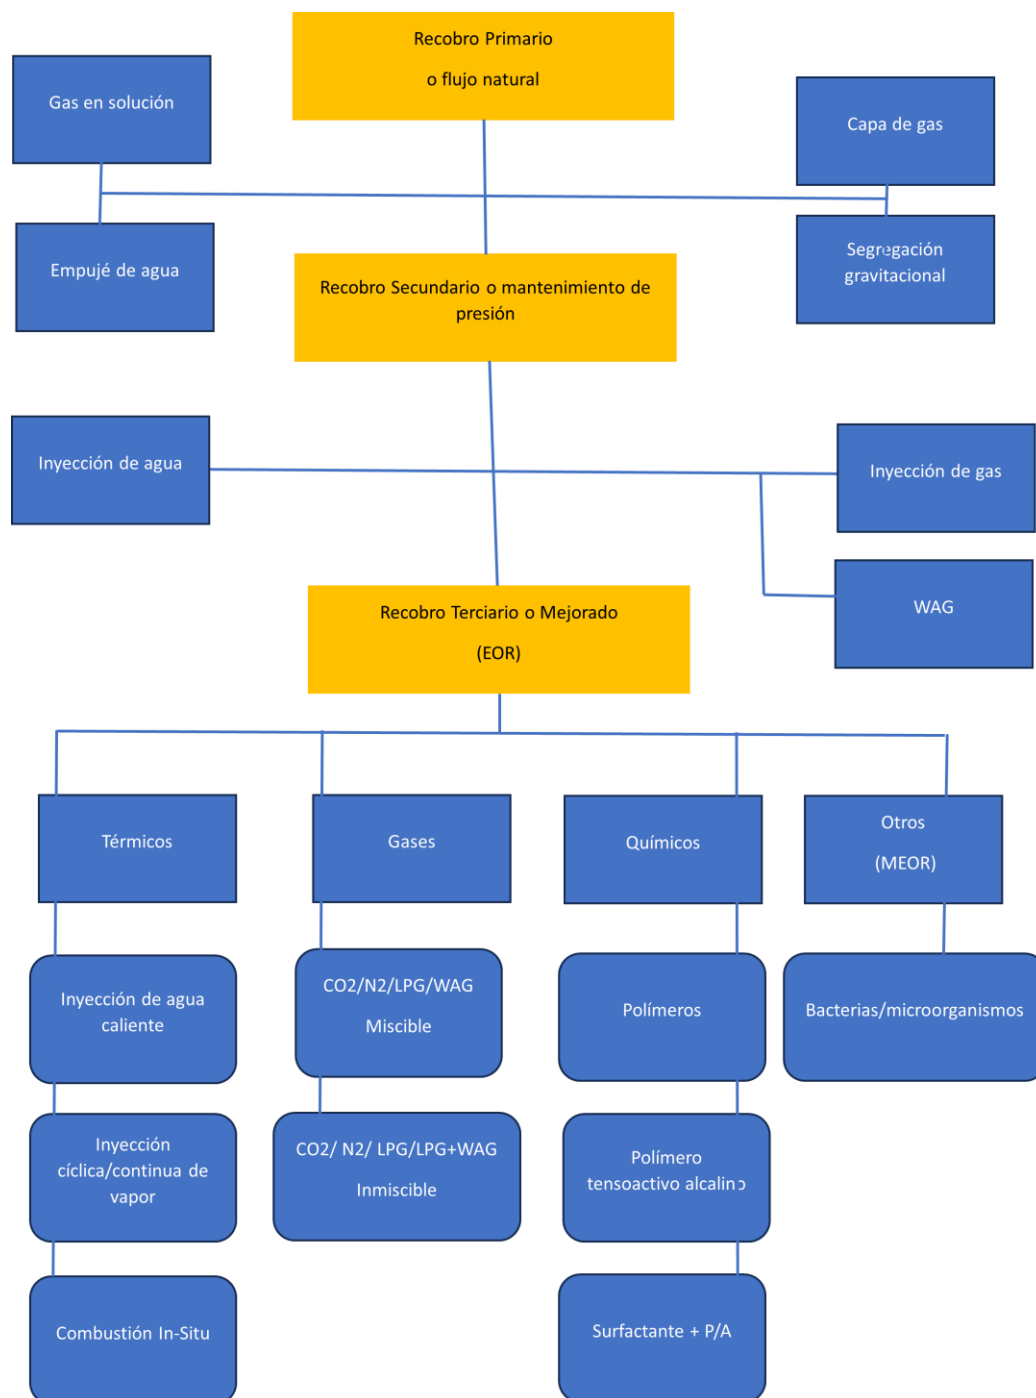 Recobro Primario
o flujo natural
Gas en solución
Capa de gas
Empujé de agua
Segregación
gravitacional
Recobro Secundario o mantenimiento de
presión
Inyección de agua
Inyección de gas
WAG
Recobro Terciario o Mejorado
(EOR)
Térmicos
Gases
Químicos
Otros
(MEOR)
Inyección de agua
caliente
CO2/N2/LPG/WAG
Miscible
Polímeros
Bacterias/microorganismos
Inyección
cíclica/continua de
vapor
CO2/ N2/ LPG/LPG+WAG
Inmiscible
Polímero
tensoactivo alcalino
Combustión In-Situ
Surfactante + P/A